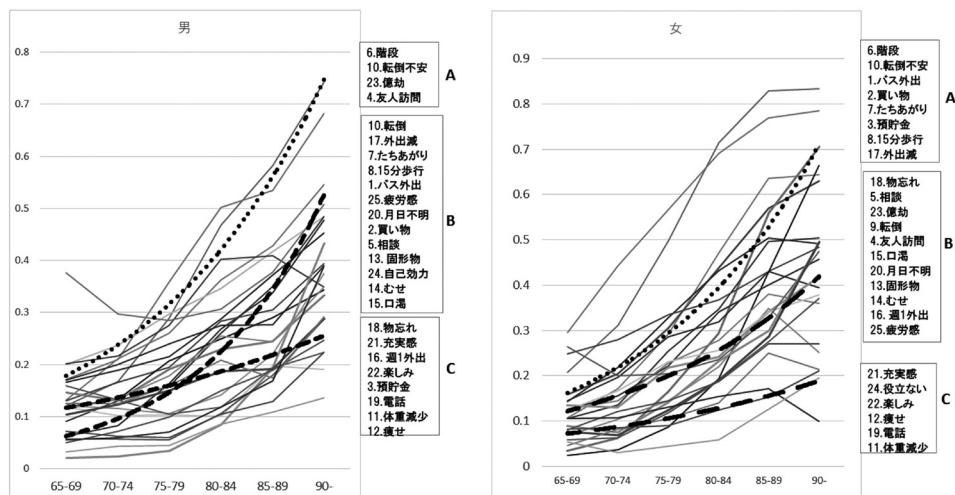 男
0.8
0.7
0.6
0.5
0.4
0.3
0.2
0.1
0
65-69 70-74 75-79 80-84 85-89 90-
6.階段
10.転倒不安
23.億劫
4.友人訪問
A
10.転倒
17.外出減
7.たちあがり
8.15分歩行
1.バス外出
25.疲労感
20.月日不明
2.買い物
5.相談
13.固形物
24.自己効力
14.むせ
15.口渇
B
18.物忘れ
21.充実感
16.週1外出
22.楽しみ
3.預貯金
19.電話
11.体重減少
12.痩せ
C
女
0.9
0.8
0.7
0.6
0.5
0.4
0.3
0.2
0.1
0
65-69 70-74 75-79 80-84 85-89 90-
6.階段
10.転倒不安
1.バス外出
2.買い物
7.たちあがり
3.預貯金
8.15分歩行
17.外出減
A
18.物忘れ
5.相談
23.億劫
9.転倒
4.友人訪問
15.口渇
20.月日不明
13.固形物
14.むせ
16.週1外出
25.疲労感
B
21.充実感
24.役立ない
22.楽しみ
12.痩せ
19.電話
11.体重減少
C